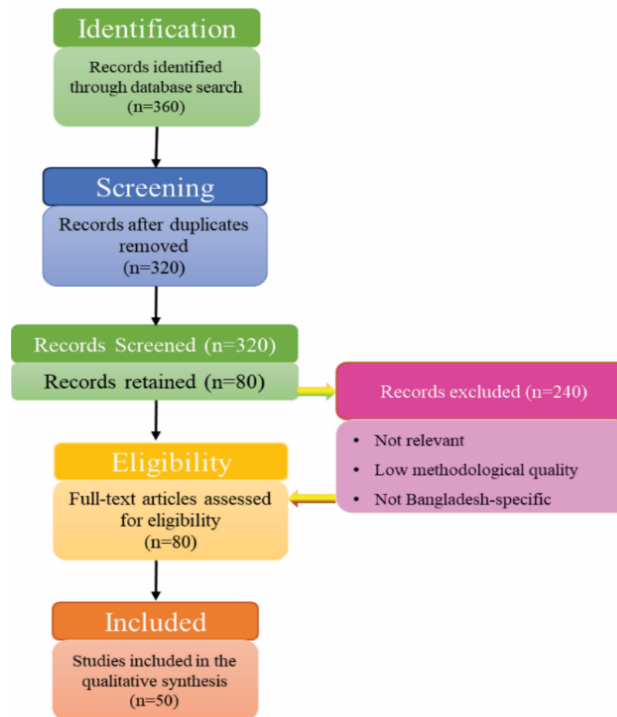 Identification
Records identified
through database search
(n=360)
Screening
Records after duplicates
removed
(n=320)
Records Screened (n=320)
Records retained (n=80)
Records excluded (n=240)
• Not relevant
• Low methodological quality
• Not Bangladesh-specific
Eligibility
Full-text articles assessed
for eligibility
(n=80)
Included
Studies included in the
qualitative synthesis
(n=50)